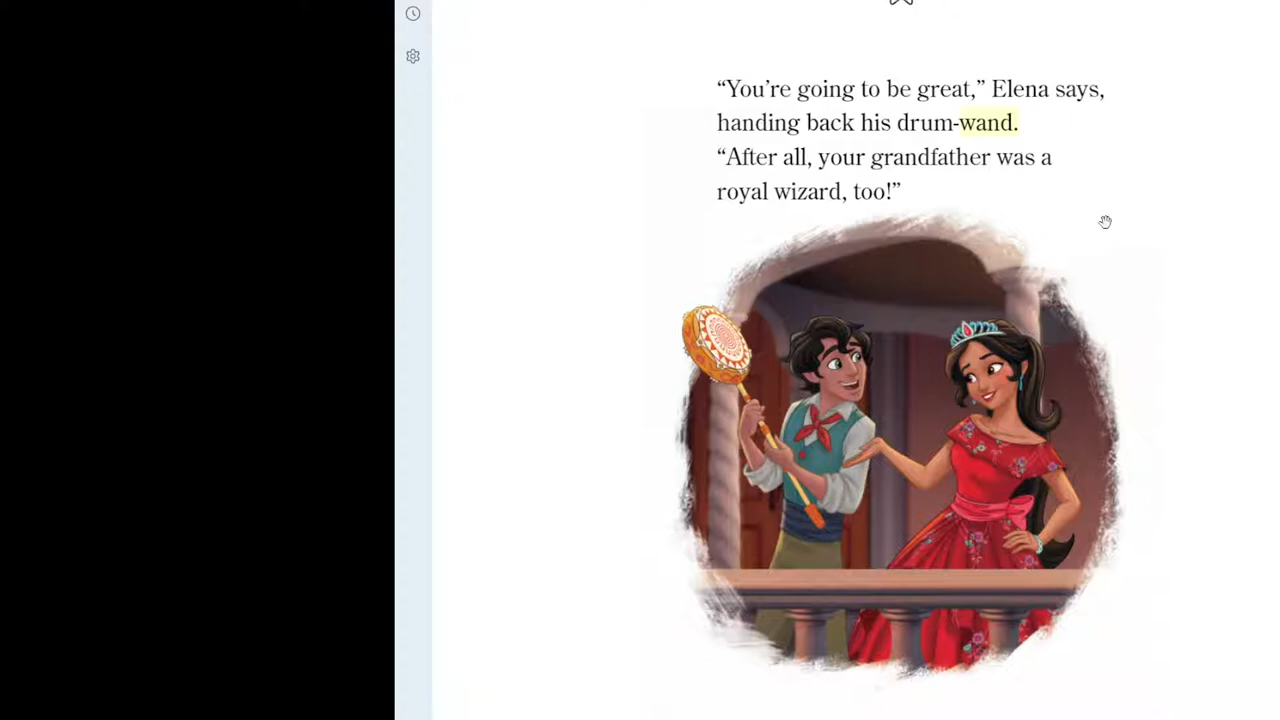 “You’re going to be great,” Elena says,
handing back his drum-wand.
“After all, your grandfather was a
royal wizard, too!”